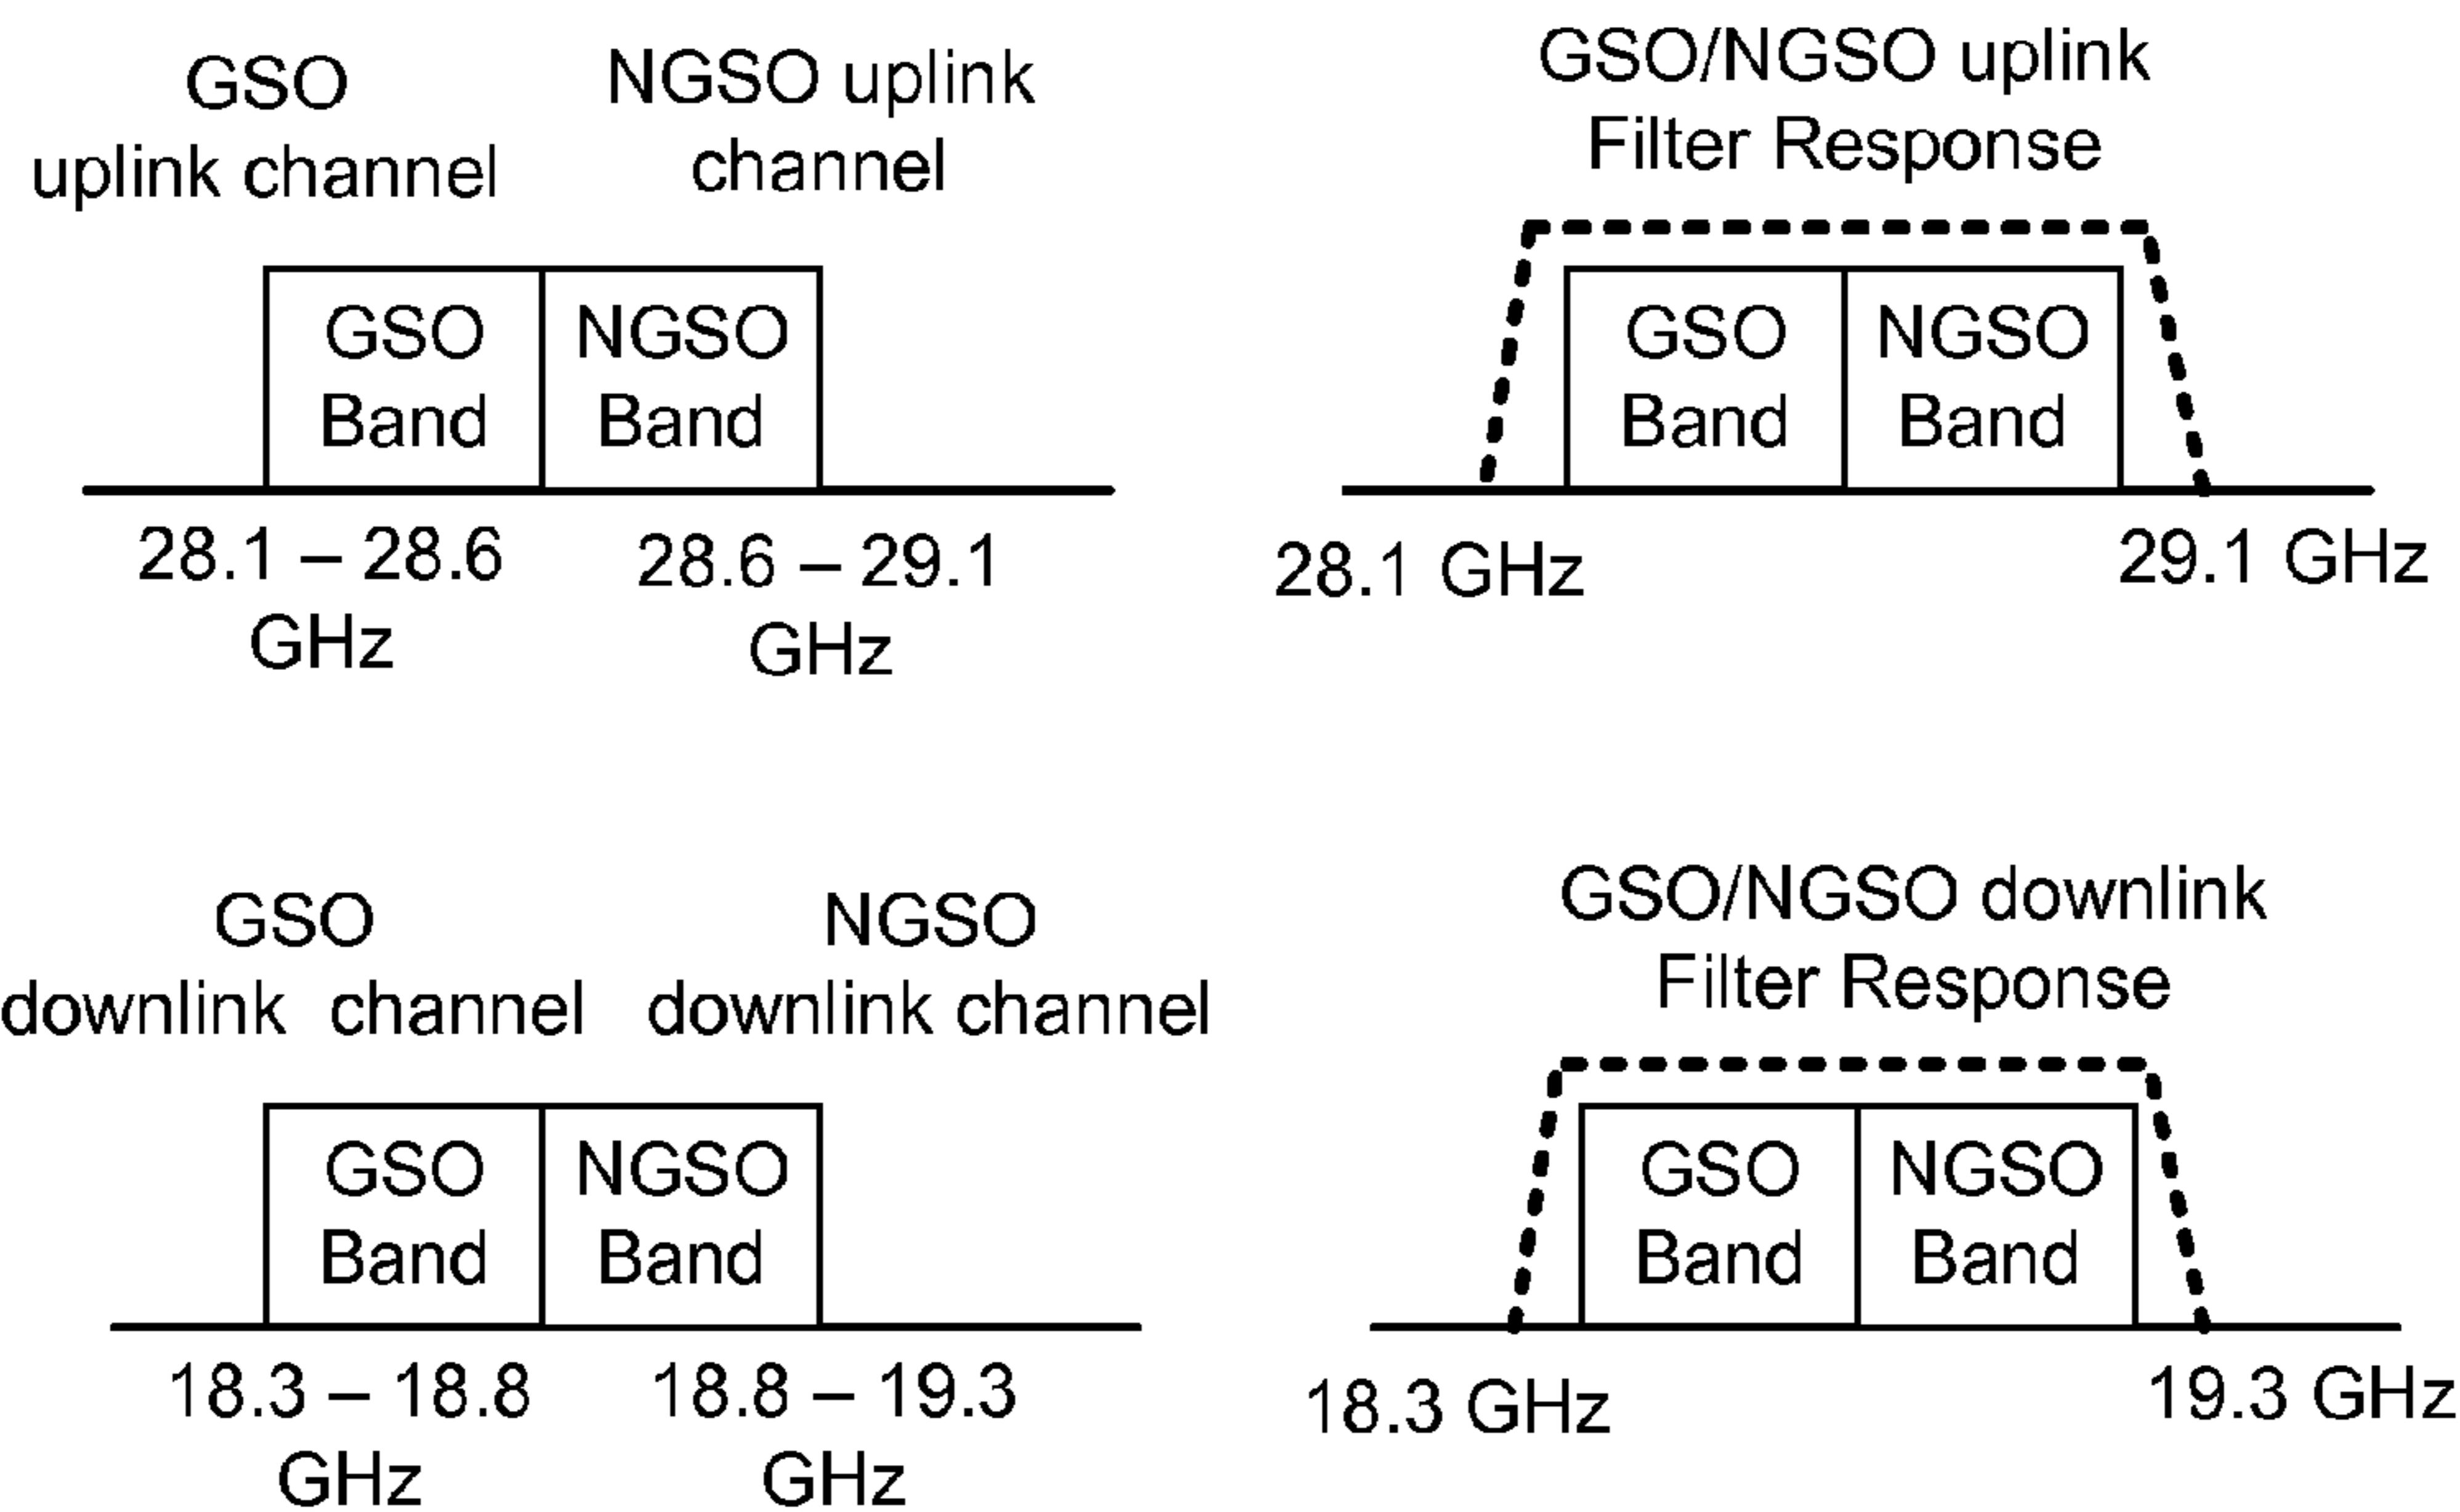 GSO
uplink channel
NGSO uplink
channel
GSO
Band
NGSO
Band
28.1 – 28.6
GHz
28.6 – 29.1
GHz
GSO/NGSO uplink
Filter Response
GSO
Band
NGSO
Band
28.1 GHz
29.1 GHz
GSO
downlink channel
NGSO
downlink channel
GSO
Band
NGSO
Band
18.3 – 18.8
GHz
18.8 – 19.3
GHz
GSO/NGSO downlink
Filter Response
GSO
Band
NGSO
Band
18.3 GHz
19.3 GHz